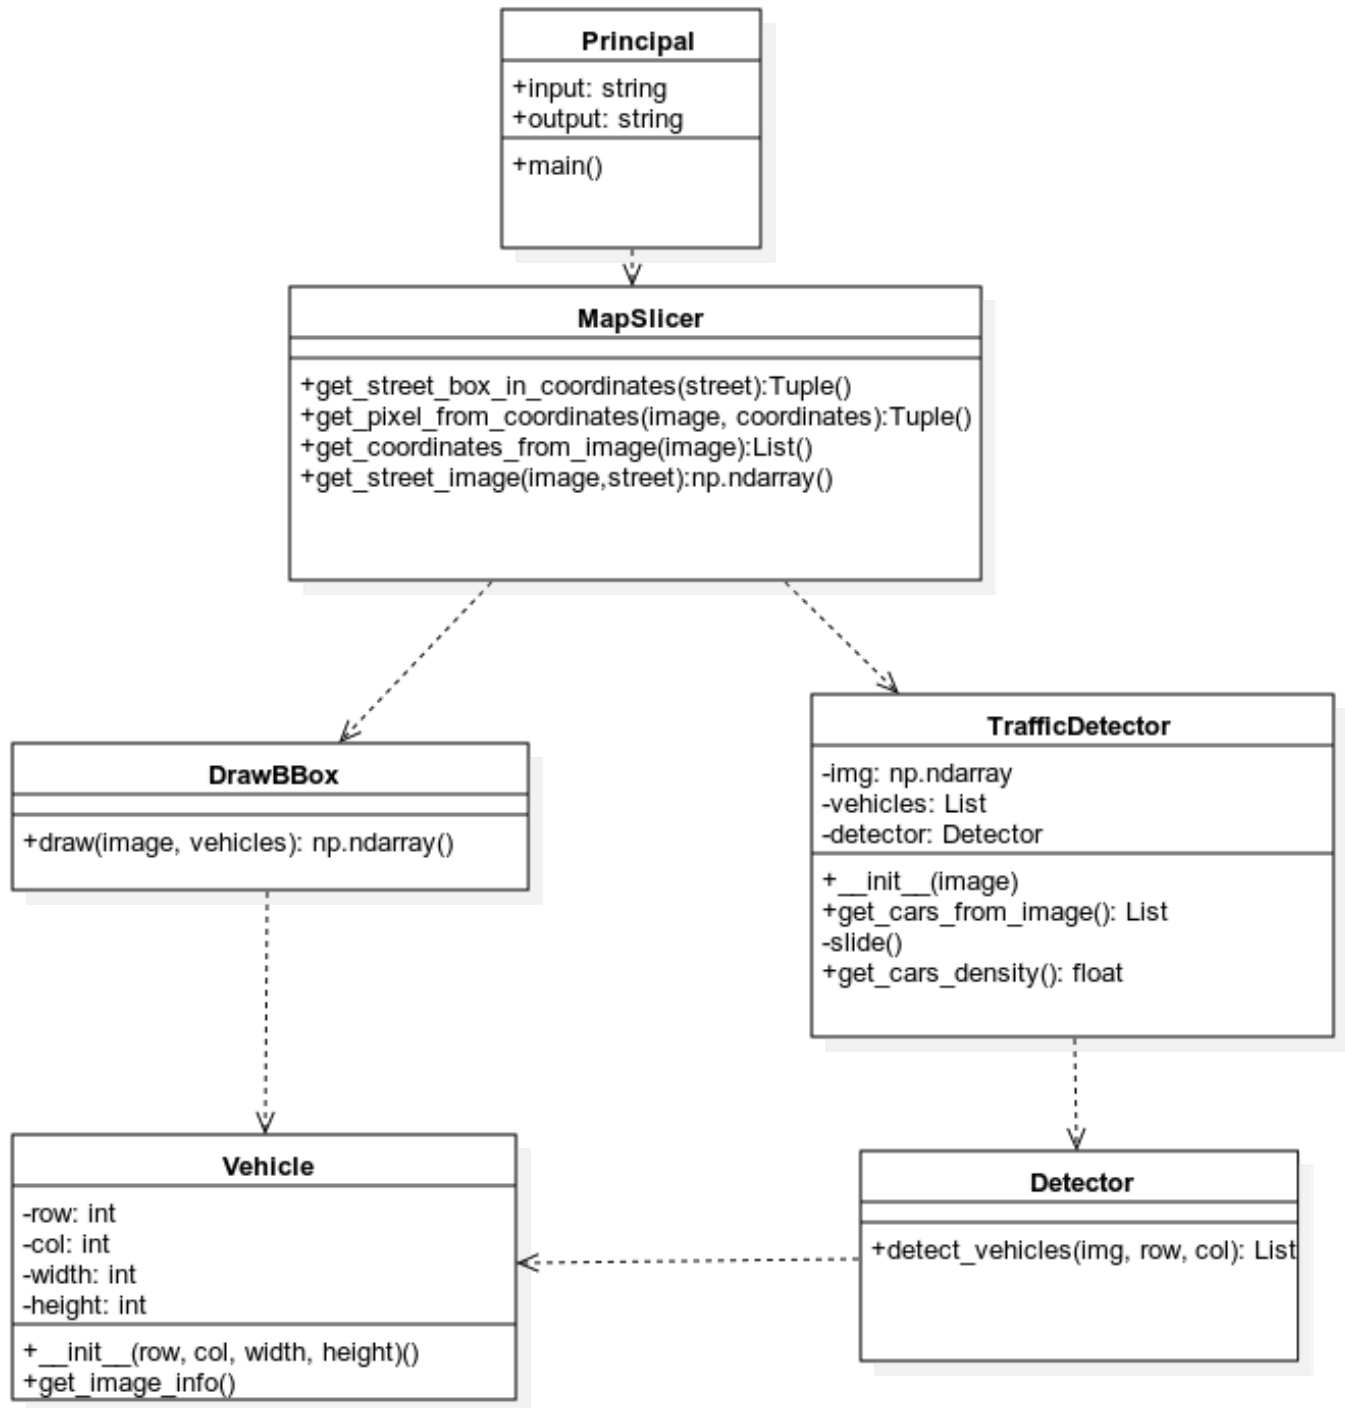 Principal
+input: string
+output: string
+main()
MapSlicer
+get_street_box_in_coordinates(street):Tuple()
+get_pixel_from_coordinates(image, coordinates):Tuple()
+get_coordinates_from_image(image):List()
+get_street_image(image,street):np.ndarray()
DrawBBox
+draw(image, vehicles): np.ndarray()
TrafficDetector
-img: np.ndarray
-vehicles: List
-detector: Detector
+__init__(image)
+get_cars_from_image(): List
-slide()
+get_cars_density(): float
Vehicle
-row: int
-col: int
-width: int
-height: int
+__init__(row, col, width, height)()
+get_image_info()
Detector
+detect_vehicles(img, row, col): List